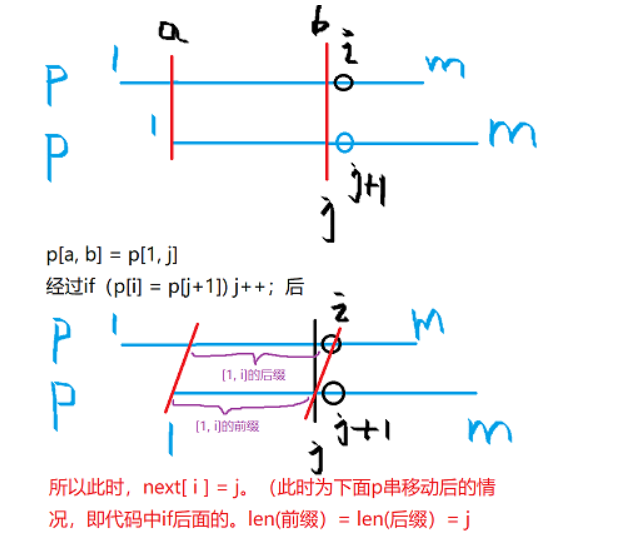 a b i
P 1 m
P 1 m
j+1
j
p[a, b] = p[1, j]
经过if（p[i] = p[j+1]) j++；后
i
P 1 m
[1, i]的后缀
P
[1, i]的前缀
1 j+1 m
j
所以此时，next[ i ] = j。（此时为下面p串移动后的情
况，即代码中if后面的。len(前缀）= len(后缀）= j